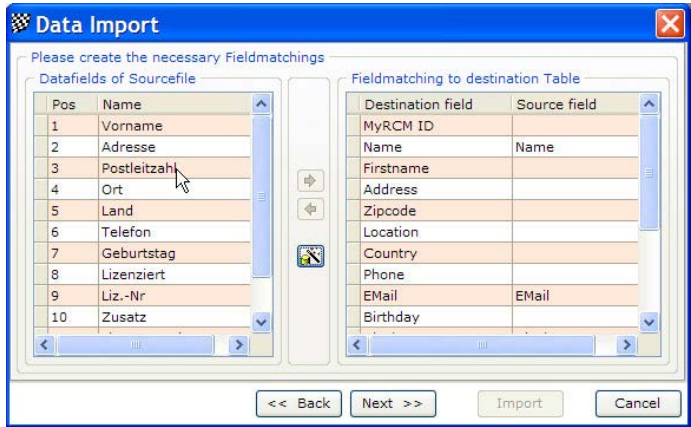 Data Import
Please create the necessary Fieldmatchings
Datafields of Sourcefile
Pos Name
1 Vorname
2 Adresse
3 Postleitzahl
4 Ort
5 Land
6 Telefon
7 Geburtstag
8 Lizenziert
9 Liz.-Nr
10 Zusatz
Fieldmatching to destination Table
Destination field Source field
MyRCM ID
Name Name
Firstname
Address
Zipcode
Location
Country
Phone
EMail EMail
Birthday
<< Back Next >> Import Cancel